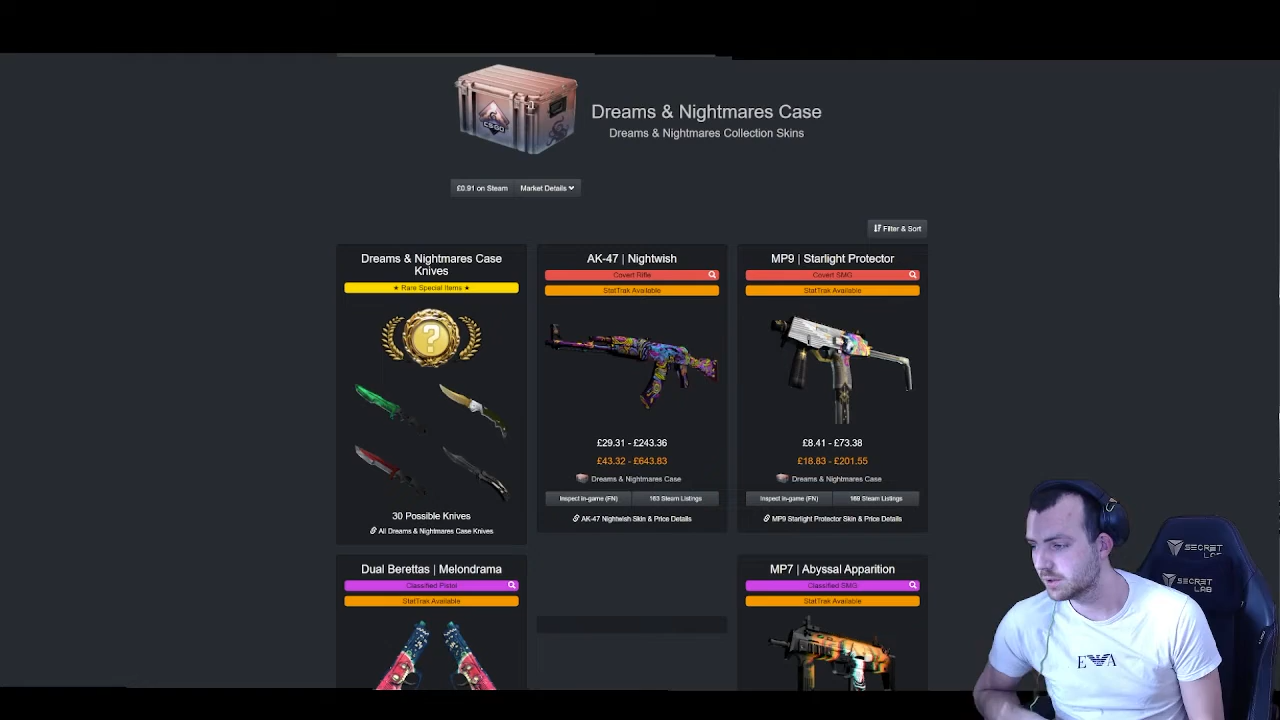 Dreams & Nightmares Case
Dreams & Nightmares Collection Skins
CS:GO
£0.91 on Steam
Market Details
Filter & Sort
Dreams & Nightmares Case
Knives
★ Rare Special Items ★
?
30 Possible Knives
All Dreams & Nightmares Case Knives
AK-47 | Nightwish
Covert Rifle
StatTrak Available
£29.31 - £243.36
£43.32 - £643.83
Dreams & Nightmares Case
Inspect In-game (FN)
163 Steam Listings
AK-47 Nightwish Skin & Price Details
MP9 | Starlight Protector
Covert SMG
StatTrak Available
£8.41 - £73.38
£18.83 - £201.55
Dreams & Nightmares Case
Inspect In-game (FN)
168 Steam Listings
MP9 Starlight Protector Skin & Price Details
Dual Berettas | Melondrama
Classified Pistol
StatTrak Available
MP7 | Abyssal Apparition
Classified SMG
StatTrak Available
SECRET
SECRET
LAB